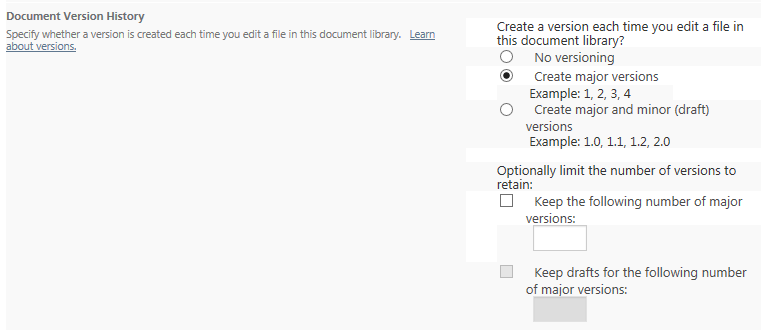 Document Version History
Specify whether a version is created each time you edit a file in this document library. Learn
about versions.
Create a version each time you edit a file in
this document library?
No versioning
Create major versions
Example: 1, 2, 3, 4
Create major and minor (draft)
versions
Example: 1.0, 1.1, 1.2, 2.0
Optionally limit the number of versions to
retain:
Keep the following number of major
versions:
Keep drafts for the following number
of major versions: